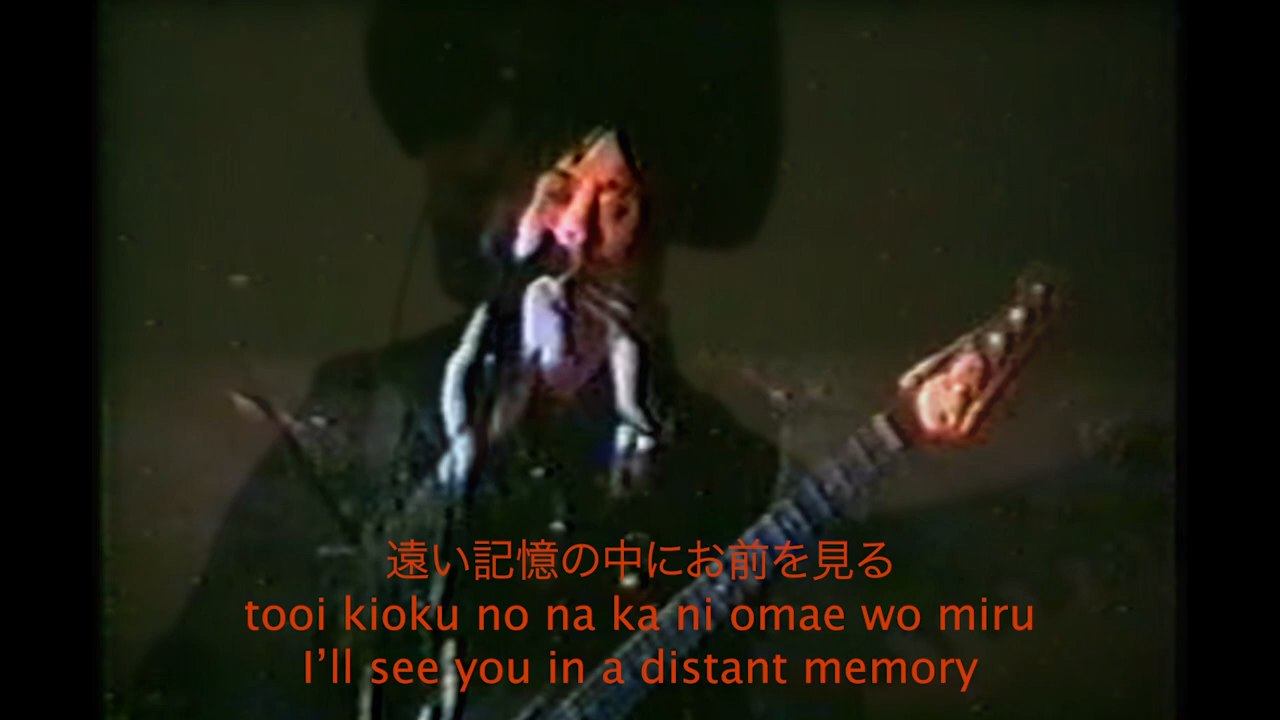 遠い記憶の中にお前を見る
tooi kioku no na ka ni omae wo miru
I’ll see you in a distant memory